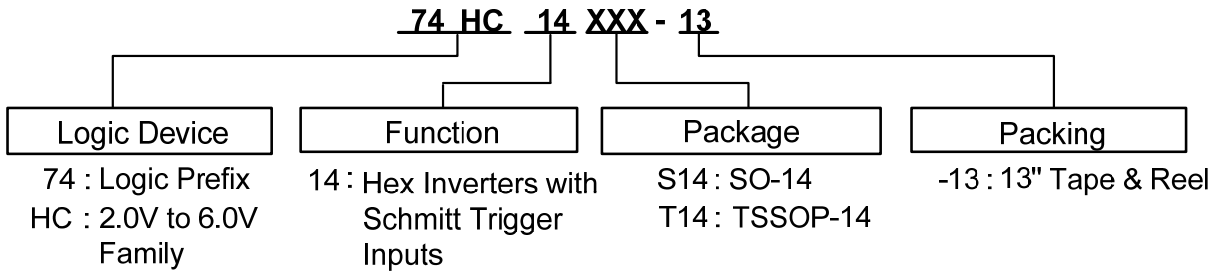 74 HC 14 XXX - 13
Logic Device
Function
Package
Packing
74 : Logic Prefix
HC : 2.0V to 6.0V
Family
14 : Hex Inverters with
Schmitt Trigger
Inputs
S14 : SO-14
T14 : TSSOP-14
-13 : 13" Tape & Reel